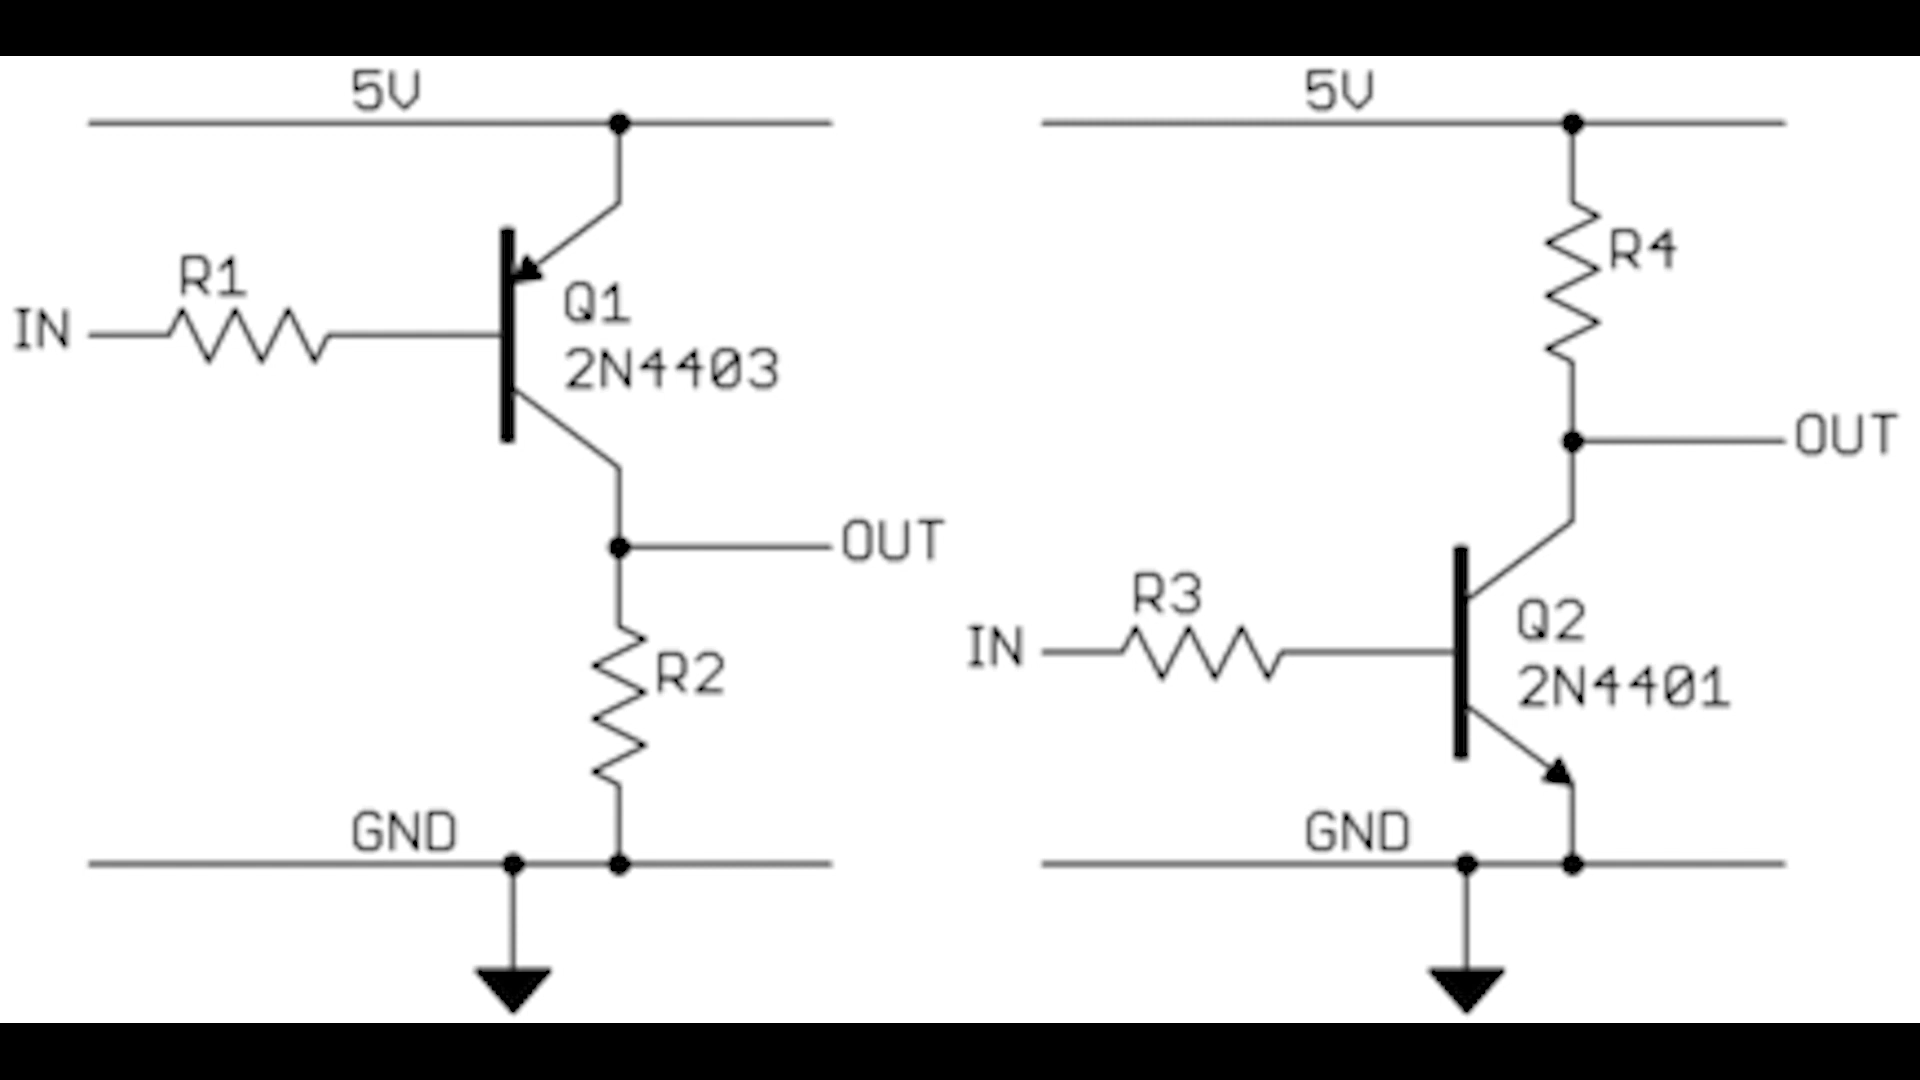 5V
R1
IN
Q1
2N4403
OUT
R2
GND
5V
R4
OUT
R3
IN
Q2
2N4401
GND